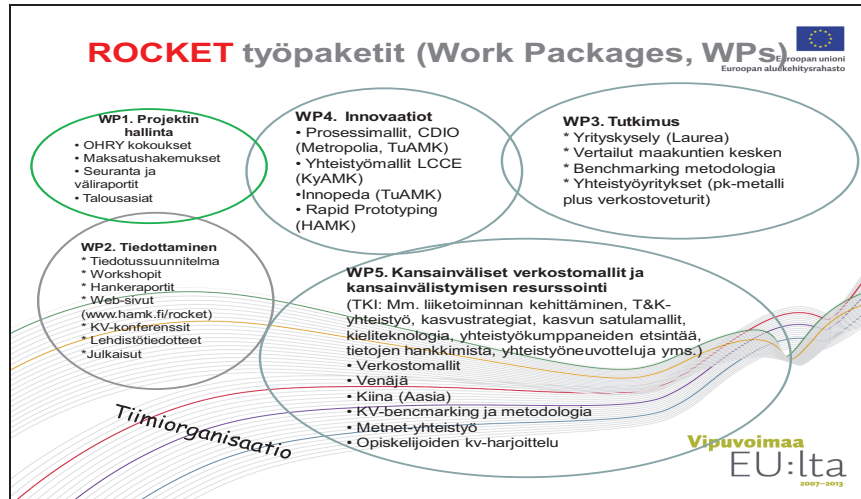 ROCKET työpaketit (Work Packages, WPs)
Euroopan unioni
Euroopan aluekehitysrahasto
WP1. Projektin
hallinta
• OHRY kokoukset
• Maksatushakemukset
• Seuranta ja
väliraportit
• Talousasiat
WP4.  Innovaatiot
• Prosessimallit, CDIO
(Metropolia, TuAMK)
• Yhteistyömallit LCCE
(KyAMK)
• Innopeda (TuAMK)
• Rapid Prototyping
(HAMK)
WP3. Tutkimus
* Yrityskysely (Laurea)
* Vertailut maakuntien kesken
* Benchmarking metodologia
* Yhteistyöyritykset (pk-metalli
plus verkostoveturit)
WP2. Tiedottaminen
* Tiedotussuunnitelma
* Workshopit
* Hankeraportit
* Web-sivut
(www.hamk.fi/rocket)
* KV-konferenssit
* Lehdistötiedotteet
*Julkaisut
WP5. Kansainväliset verkostomallit ja
kansainvälistymisen resurssointi
(TKI: Mm. liiketoiminnan kehittäminen, T&K-
yhteistyö, kasvustrategiat, kasvun satulamallit,
kieliteknologia, yhteistyökumppaneiden etsintää,
tietojen hankkimista, yhteistyöneuvotteluja yms.)
• Verkostomallit
• Venäjä
• Kiina (Aasia)
• KV-bencmarking ja metodologia
• Metnet-yhteistyö
• Opiskelijoiden kv-harjoittelu
Tiimiorganisaatio
Vipuvoimaa
EU:lta
2007–2013